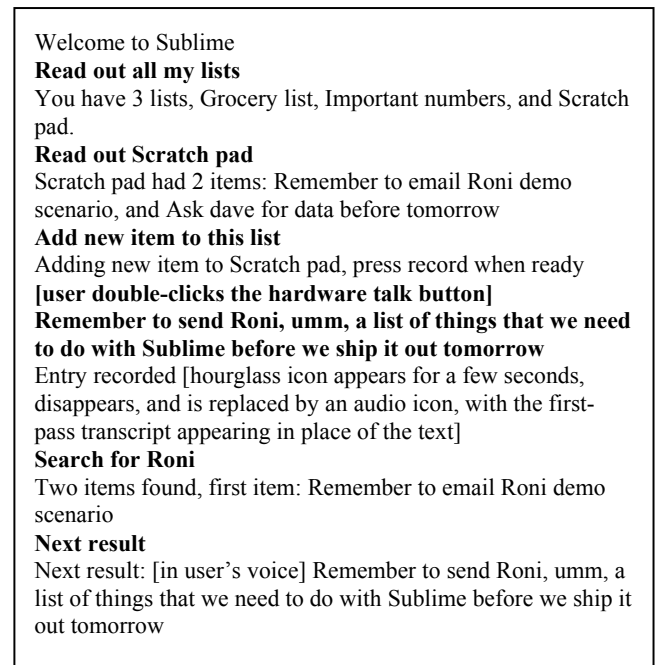 Welcome to Sublime
Read out all my lists
You have 3 lists, Grocery list, Important numbers, and Scratch
pad.
Read out Scratch pad
Scratch pad had 2 items: Remember to email Roni demo
scenario, and Ask dave for data before tomorrow
Add new item to this list
Adding new item to Scratch pad, press record when ready
[user double-clicks the hardware talk button]
Remember to send Roni, umm, a list of things that we need
to do with Sublime before we ship it out tomorrow
Entry recorded [hourglass icon appears for a few seconds,
disappears, and is replaced by an audio icon, with the first-
pass transcript appearing in place of the text]
Search for Roni
Two items found, first item: Remember to email Roni demo
scenario
Next result
Next result: [in user’s voice] Remember to send Roni, umm, a
list of things that we need to do with Sublime before we ship it
out tomorrow